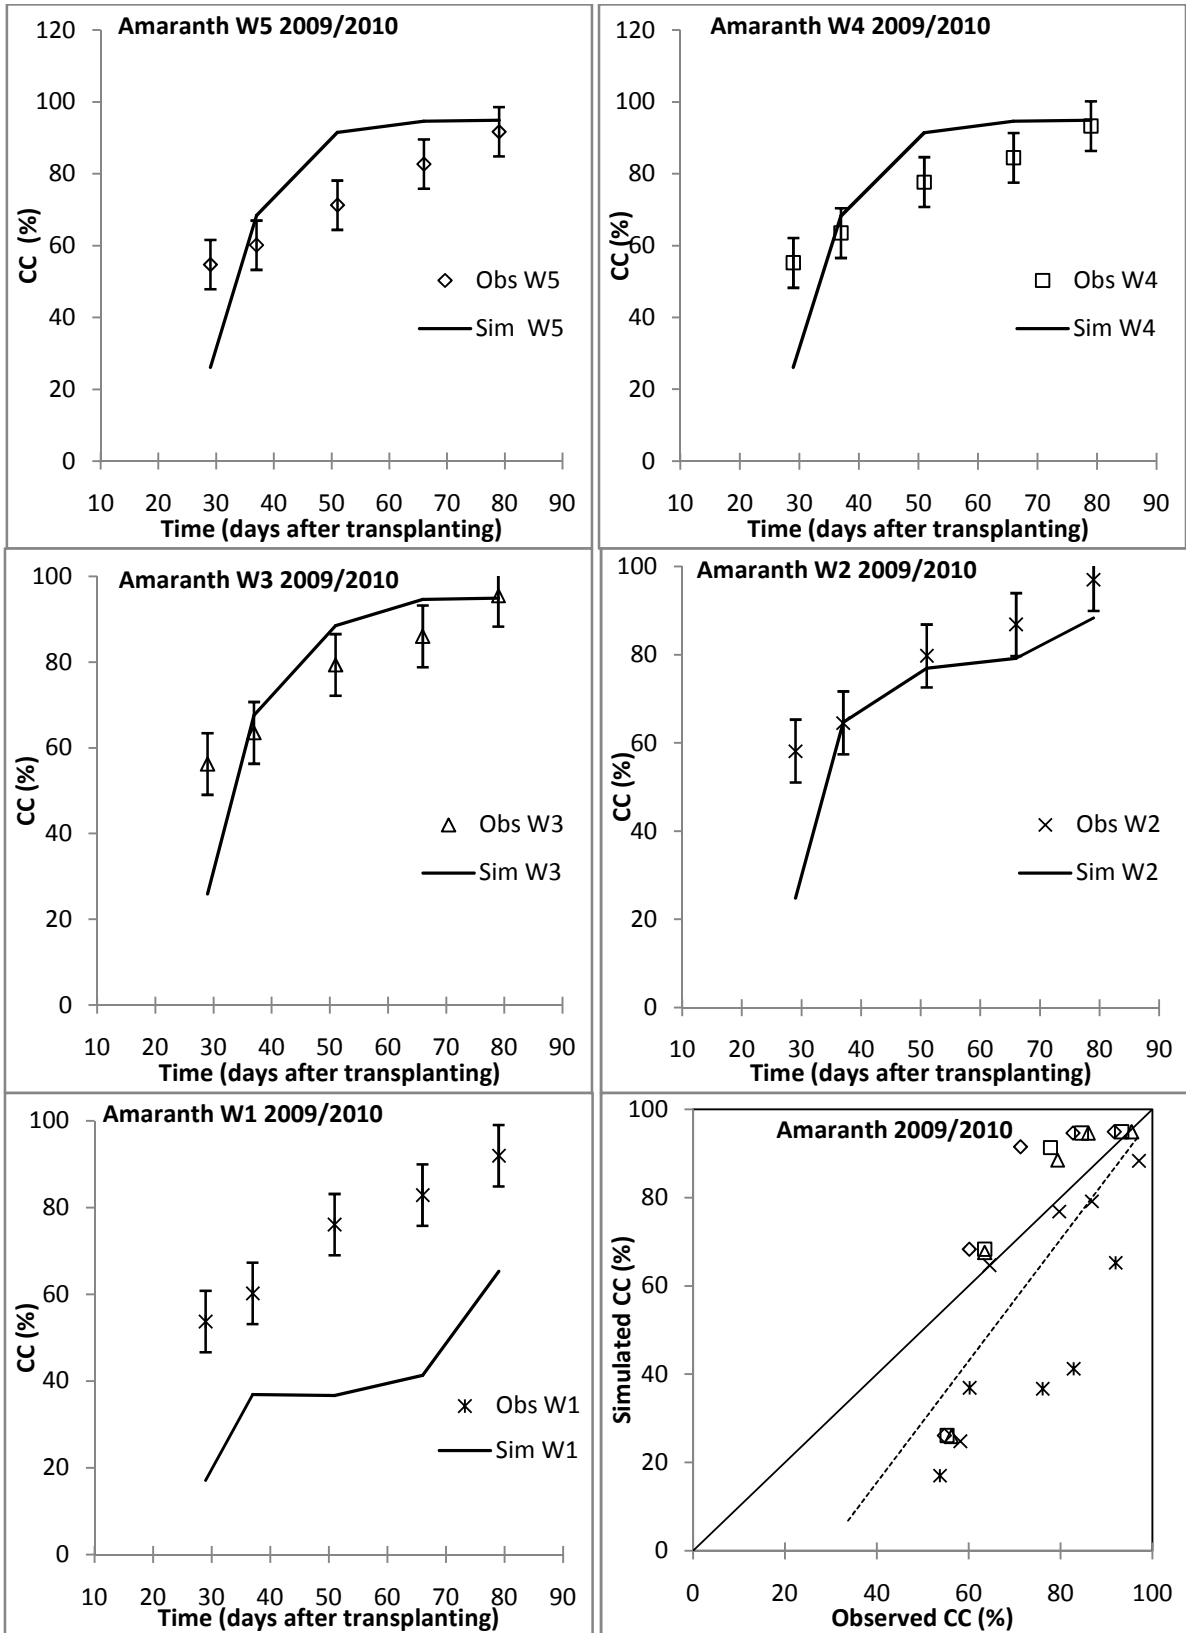 Amaranth W5 2009/2010
120
100
80
60
40
20
0
CC (%)
Obs W5
Sim W5
10 20 30 40 50 60 70 80 90
Time (days after transplanting)
Amaranth W4 2009/2010
120
100
80
60
40
20
0
CC (%)
Obs W4
Sim W4
10 20 30 40 50 60 70 80 90
Time (days after transplanting)
Amaranth W3 2009/2010
100
80
60
40
20
0
CC (%)
Obs W3
Sim W3
10 20 30 40 50 60 70 80 90
Time (days after transplanting)
Amaranth W2 2009/2010
100
80
60
40
20
0
CC (%)
Obs W2
Sim W2
10 20 30 40 50 60 70 80 90
Time (days after transplanting)
Amaranth W1 2009/2010
100
80
60
40
20
0
CC (%)
Obs W1
Sim W1
10 20 30 40 50 60 70 80 90
Time (days after transplanting)
Amaranth 2009/2010
100
80
60
40
20
0
Simulated CC (%)
0 20 40 60 80 100
Observed CC (%)